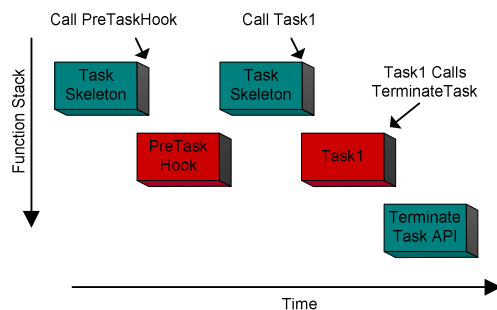 Call PreTaskHook
Call Task1
Task
Skeleton
Task
Skeleton
Task1 Calls
TerminateTask
Function Stack
PreTask
Hook
Task1
Terminate
Task API
Time